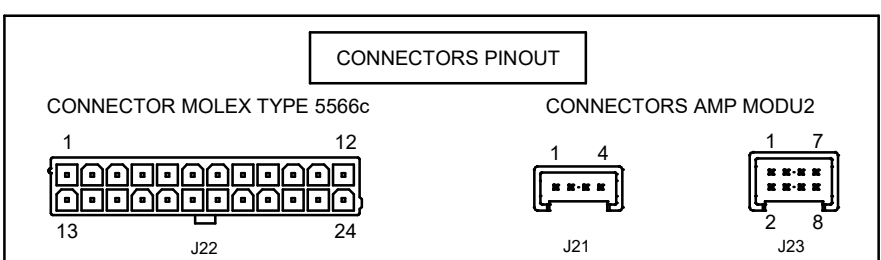 CONNECTORS PINOUT
CONNECTOR MOLEX TYPE 5566c
CONNECTORS AMP MODU2
1 12
1 4
1 7
13 24
2 8
J22
J21
J23